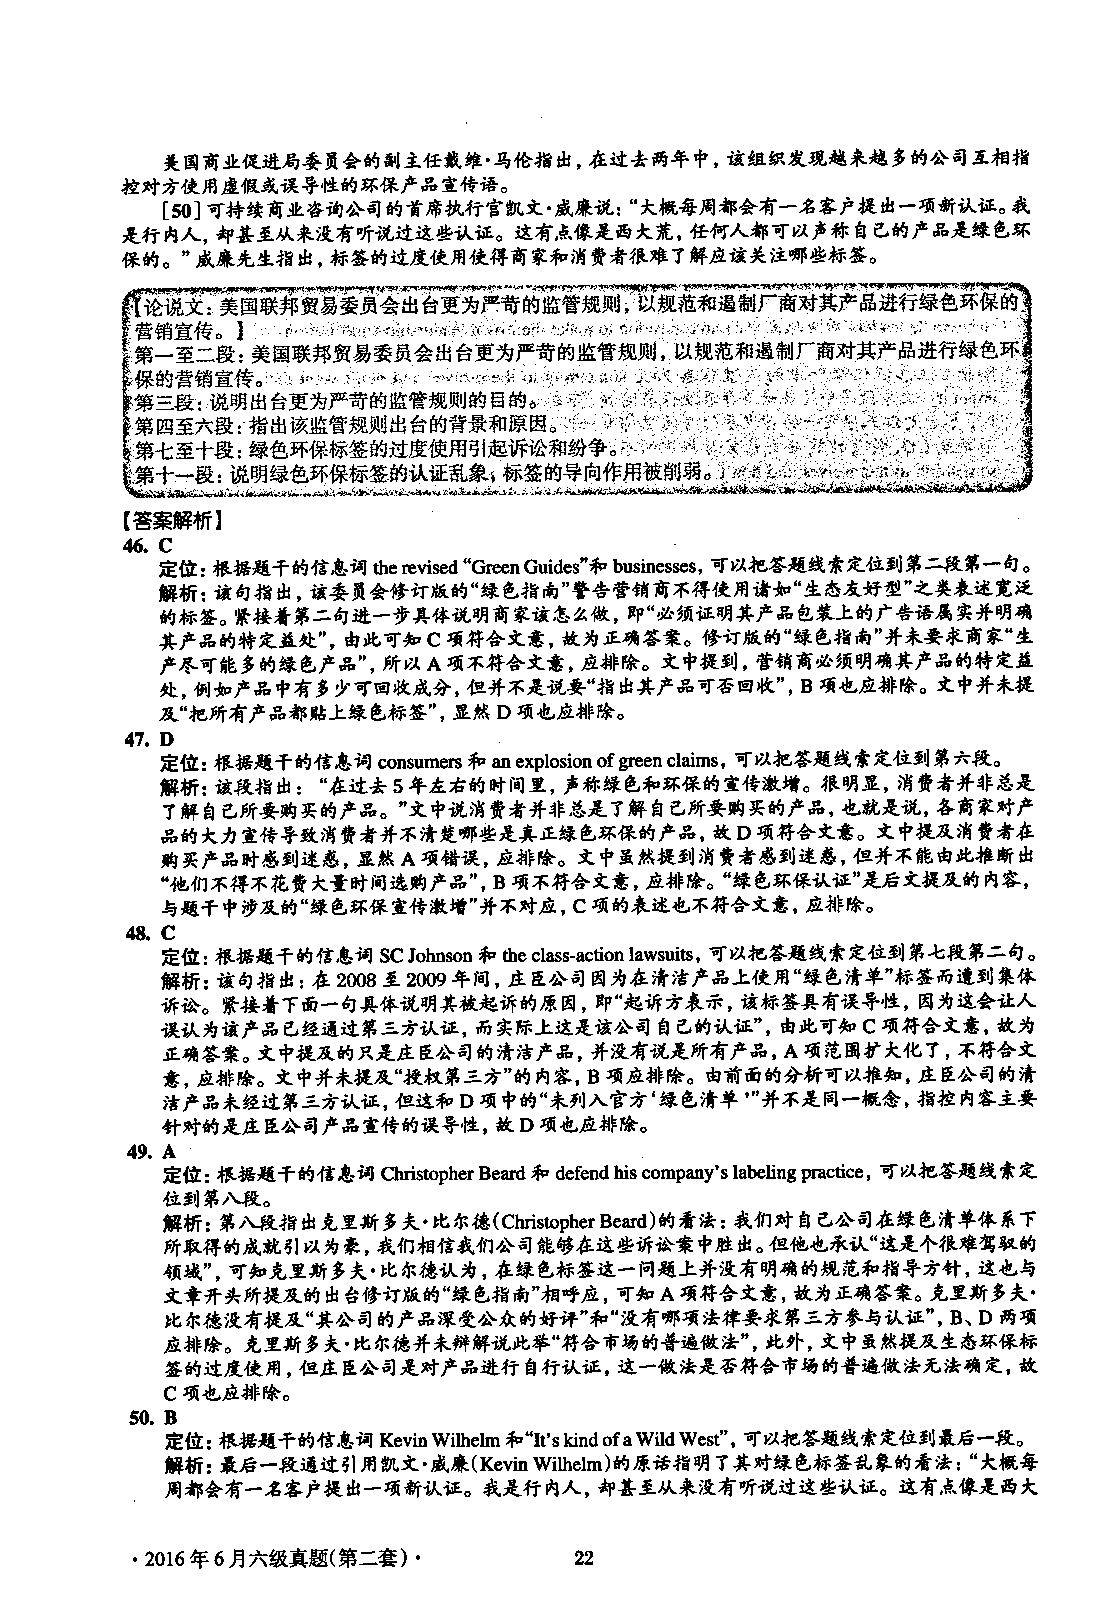 美国商业促进局委员会的副主任戴维·马伦指出，在过去两年中，该组织发现越来越多的公司互相指
控对方使用虚假或误导性的环保产品宣传语。
[50]可持续商业咨询公司的首席执行官凯文·威廉说：“大概每周都会有一名客户提出一项新认证。我
是行内人，却甚至从来没有听说过这些认证。这有点像是西大荒，任何人都可以声称自己的产品是绿色环
保的。”威廉先生指出，标签的过度使用使得商家和消费者很难了解应该关注哪些标签。
【论说文：美国联邦贸易委员会出台更为严苛的监管规则，以规范和遏制厂商对其产品进行绿色环保的
营销宣传。】
第一至二段：美国联邦贸易委员会出台更为严苛的监管规则，以规范和遏制厂商对其产品进行绿色环
保的营销宣传。
第三段：说明出台更为严苛的监管规则的目的。
第四至六段：指出该监管规则出台的背景和原因。
第七至十段：绿色环保标签的过度使用引起诉讼和纷争。
第十一段：说明绿色环保标签的认证乱象，标签的导向作用被削弱。
【答案解析】
46. C
定位：根据题干的信息词 the revised “Green Guides”和 businesses，可以把答题线索定位到第二段第一句。
解析：该句指出，该委员会修订版的“绿色指南”警告营销商不得使用诸如“生态友好型”之类表述宽泛
的标签。紧接着第二句进一步具体说明商家该怎么做，即“必须证明其产品包装上的广告语属实并明确
其产品的特定益处”，由此可知 C 项符合文意，故为正确答案。修订版的“绿色指南”并未要求商家“生
产尽可能多的绿色产品”，所以 A 项不符合文意，应排除。文中提到，营销商必须明确其产品的特定益
处，例如产品中有多少可回收成分，但并不是说要“指出其产品可否回收”，B 项也应排除。文中并未提
及“把所有产品都贴上绿色标签”，显然 D 项也应排除。
47. D
定位：根据题干的信息词 consumers 和 an explosion of green claims，可以把答题线索定位到第六段。
解析：该段指出：“在过去 5 年左右的时间里，声称绿色和环保的宣传激增。很明显，消费者并非总是
了解自己所要购买的产品。”文中说消费者并非总是了解自己所要购买的产品，也就是说，各商家对产
品的大力宣传导致消费者并不清楚哪些是真正绿色环保的产品，故 D 项符合文意。文中提及消费者在
购买产品时感到迷惑，显然 A 项错误，应排除。文中虽然提到消费者感到迷惑，但并不能由此推断出
“他们不得不花费大量时间选购产品”，B 项不符合文意，应排除。“绿色环保认证”是后文提及的内容，
与题干中涉及的“绿色环保宣传激增”并不对应，C 项的表述也不符合文意，应排除。
48. C
定位：根据题干的信息词 SC Johnson 和 the class-action lawsuits，可以把答题线索定位到第七段第二句。
解析：该句指出：在 2008 至 2009 年间，庄臣公司因为在清洁产品上使用“绿色清单”标签而遭到集体
诉讼。紧接着下面一句具体说明其被起诉的原因，即“起诉方表示，该标签具有误导性，因为这会让人
误认为该产品已经通过第三方认证，而实际上这是该公司自己的认证”，由此可知 C 项符合文意，故为
正确答案。文中提及的只是庄臣公司的清洁产品，并没有说是所有产品，A 项范围扩大化了，不符合文
意，应排除。文中并未提及“授权第三方”的内容，B 项应排除。由前面的分析可以推知，庄臣公司的清
洁产品未经过第三方认证，但这和 D 项中的“未列入官方‘绿色清单’”并不是同一概念，指控内容主要
针对的是庄臣公司产品宣传的误导性，故 D 项也应排除。
49. A
定位：根据题干的信息词 Christopher Beard 和 defend his company's labeling practice，可以把答题线索定
位到第八段。
解析：第八段指出克里斯多夫·比尔德(Christopher Beard)的看法：我们对自己公司在绿色清单体系下
所取得的成就引以为豪，我们相信我们公司能够在这些诉讼案中胜出。但他也承认“这是个很难驾驭的
领域”，可知克里斯多夫·比尔德认为，在绿色标签这一问题上并没有明确的规范和指导方针，这也与
文章开头所提及的出台修订版的“绿色指南”相呼应，可知 A 项符合文意，故为正确答案。克里斯多夫·
比尔德没有提及“其公司的产品深受公众的好评”和“没有哪项法律要求第三方参与认证”，B、D 两项
应排除。克里斯多夫·比尔德并未辩解说此举“符合市场的普遍做法”，此外，文中虽然提及生态环保标
签的过度使用，但庄臣公司是对产品进行自行认证，这一做法是否符合市场的普遍做法无法确定，故
C 项也应排除。
50. B
定位：根据题干的信息词 Kevin Wilhelm 和“It's kind of a Wild West”，可以把答题线索定位到最后一段。
解析：最后一段通过引用凯文·威廉(Kevin Wilhelm)的原话指明了其对绿色标签乱象的看法：“大概每
周都会有一名客户提出一项新认证。我是行内人，却甚至从来没有听说过这些认证。这有点像是西大
·2016 年 6 月六级真题(第二套)·
22